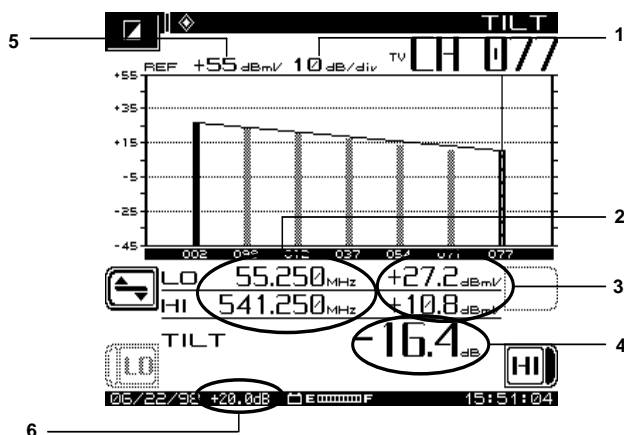 TILT
5
1
REF +55 dBmV 10 dB/div TV CH 077
+55
+35
+15
-5
-25
-45
2
002 099 012 037 054 077
LO 55.250 MHz +27.2 dBmV
3
HI 541.250 MHz +10.8 dBmV
TILT -16.4 dB
4
LO
HI
06/22/98 +20.0dB E F 15:51:04
6